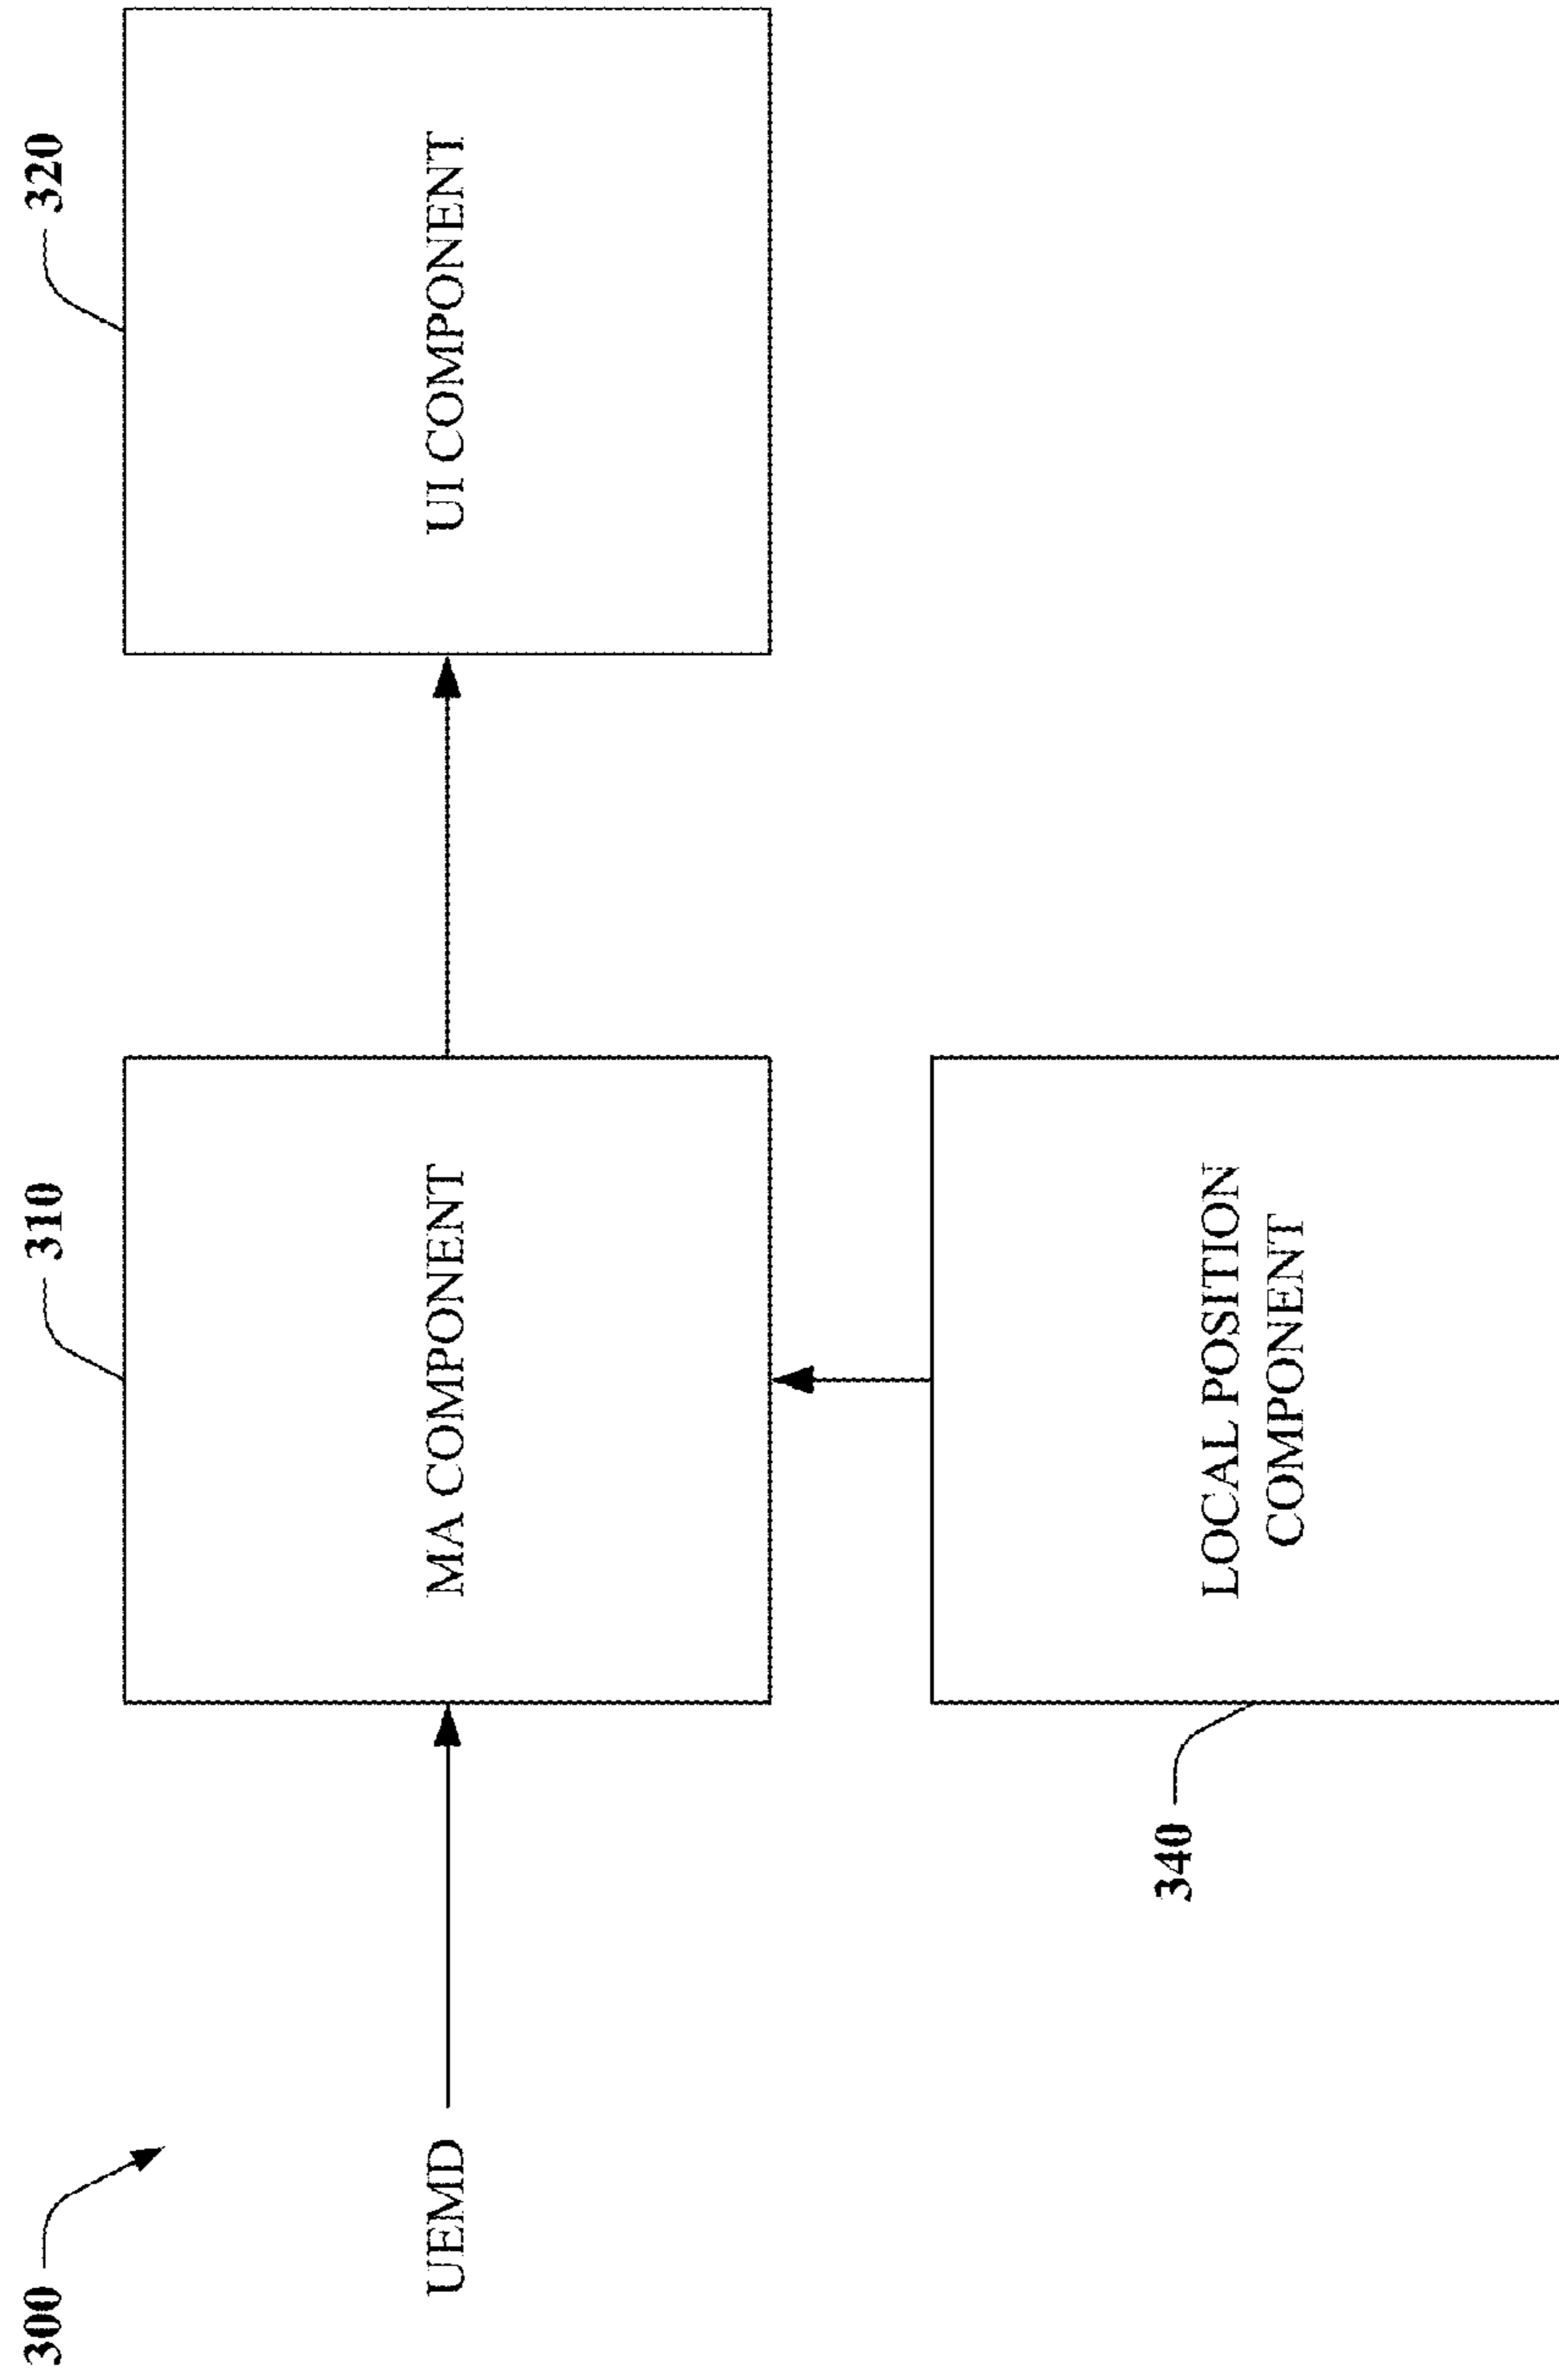 300
310
320
UEMD
MA COMPONENT
UI COMPONENT
340
LOCAL POSITION
COMPONENT